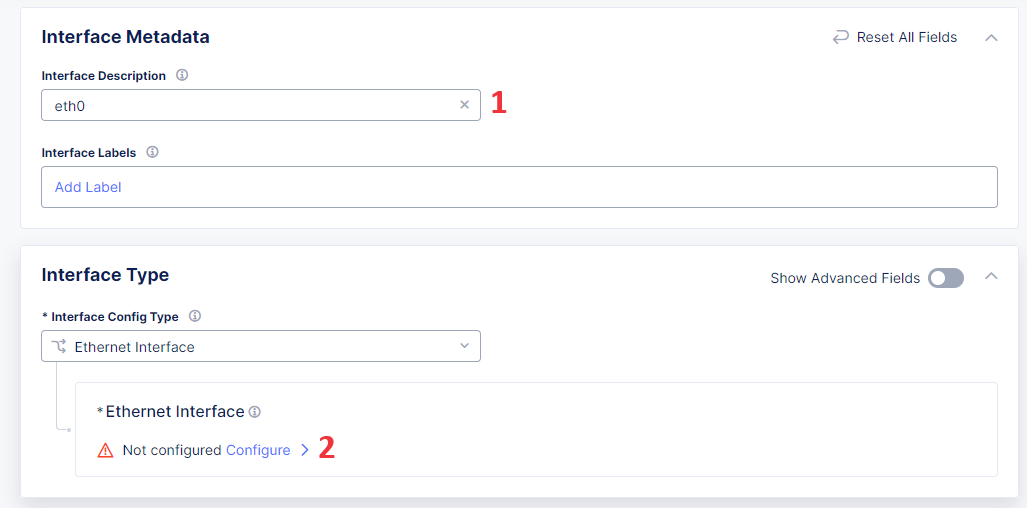 Interface Metadata
Reset All Fields
Interface Description
eth0
1
Interface Labels
Add Label
Interface Type
Show Advanced Fields
* Interface Config Type
Ethernet Interface
*Ethernet Interface
Not configured Configure
2